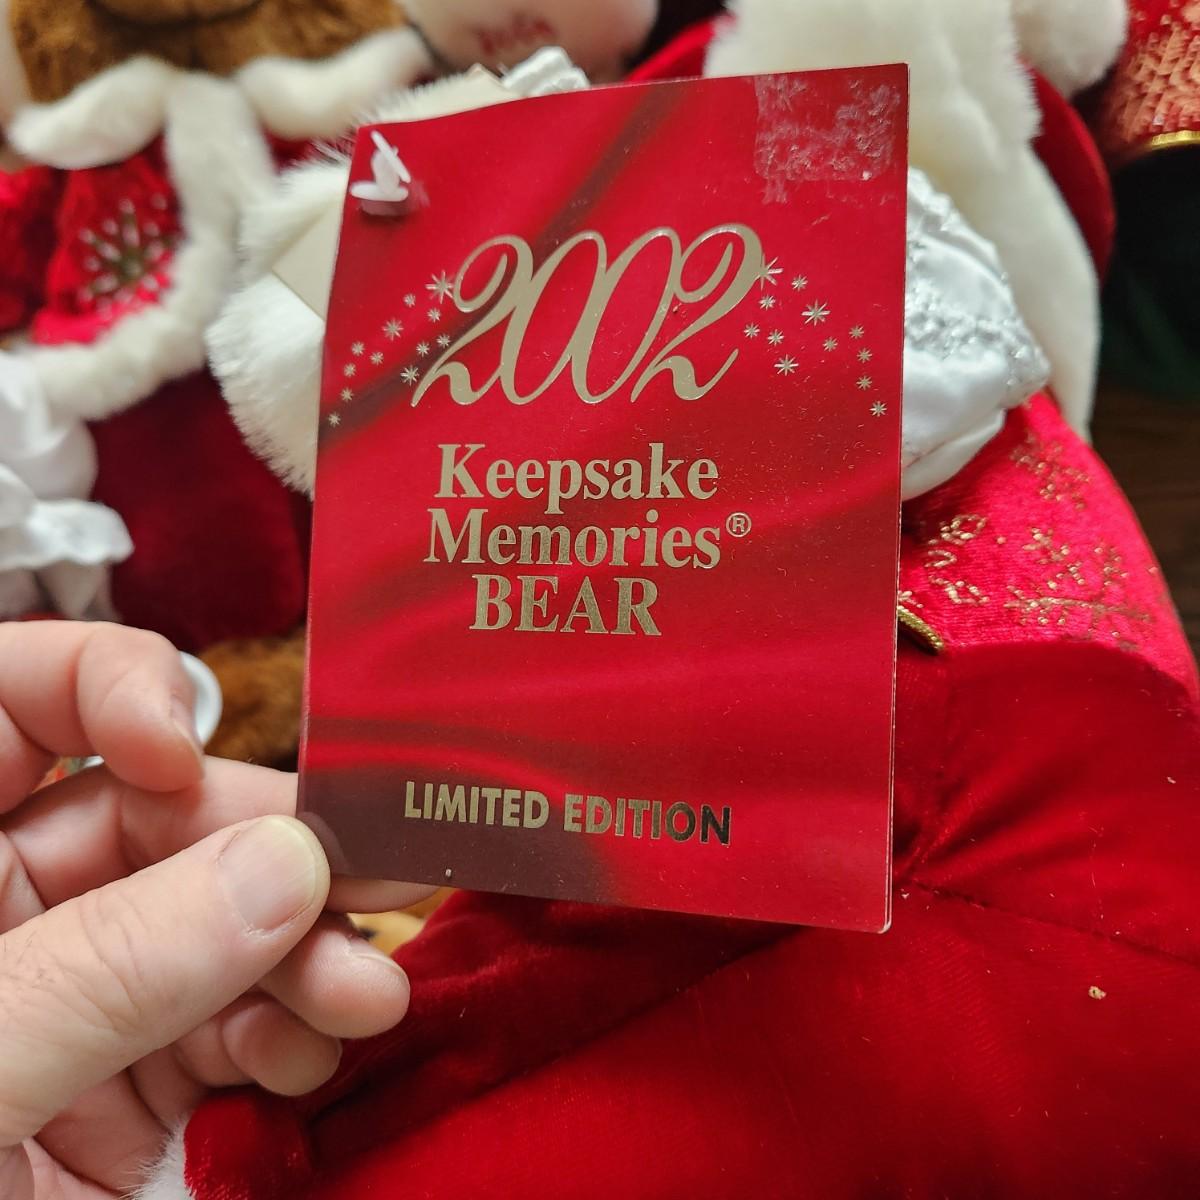 2002
Keepsake
Memories®
BEAR
LIMITED EDITION